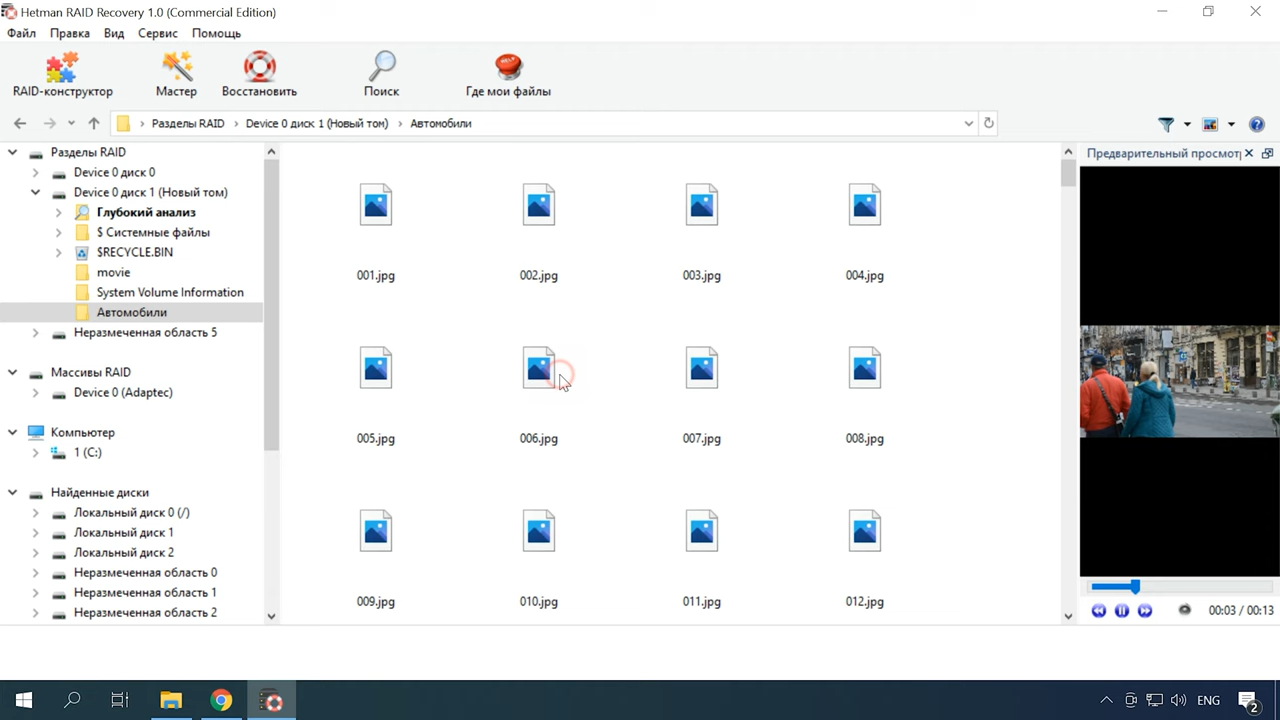 Hetman RAID Recovery 1.0 (Commercial Edition)
Файл Правка Вид Сервис Помощь
RAID-конструктор Мастер Восстановить Поиск Где мои файлы
Разделы RAID Device 0 диск 1 (Новый том) Автомобили
Разделы RAID
Device 0 диск 0
Device 0 диск 1 (Новый том)
Глубокий анализ
$ Системные файлы
$RECYCLE.BIN
movie
System Volume Information
Автомобили
Неразмеченная область 5
Массивы RAID
Device 0 (Adaptec)
Компьютер
1 (C:)
Найденные диски
Локальный диск 0 (/)
Локальный диск 1
Локальный диск 2
Неразмеченная область 0
Неразмеченная область 1
Неразмеченная область 2
001.jpg 002.jpg 003.jpg 004.jpg
005.jpg 006.jpg 007.jpg 008.jpg
009.jpg 010.jpg 011.jpg 012.jpg
Предварительный просмотр
00:03 / 00:13
ENG
2